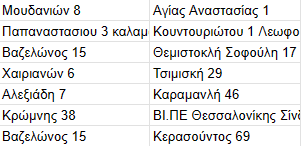 Μουδανιών 8 Αγίας Αναστασίας 1
Παπαναστασιου 3 καλαμ Κουντουριώτου 1 Λεωφο
Βαζελώνος 15 Θεμιστοκλή Σοφούλη 17
Χαιριανών 6 Τσιμισκή 29
Αλεξιάδη 7 Καραμανλή 46
Κρώμνης 38 ΒΙ.ΠΕ Θεσσαλονίκης Σίνδ
Βαζελώνος 15 Κερασούντος 69